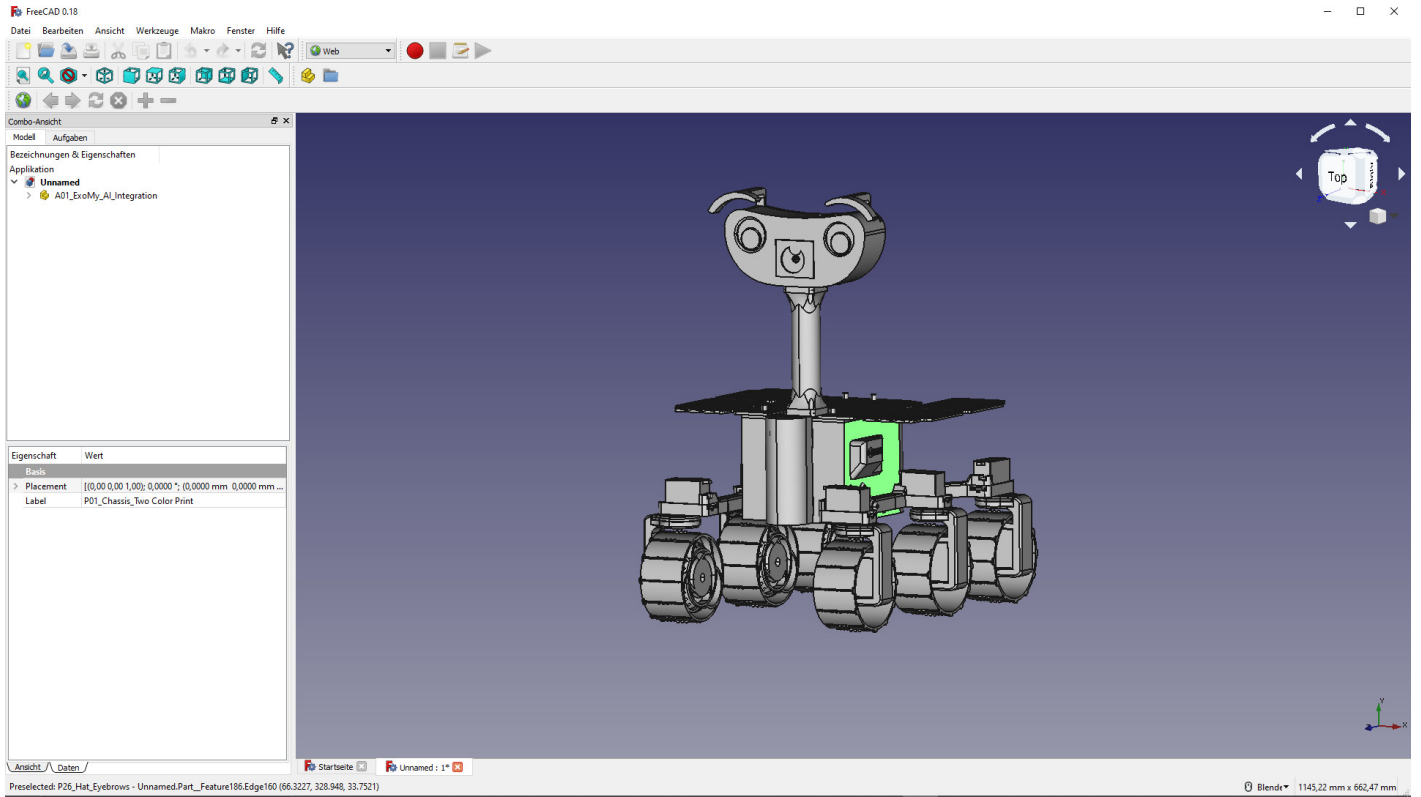 FreeCAD 0.18
Datei Bearbeiten Ansicht Werkzeuge Makro Fenster Hilfe
Web
Combo-Ansicht
Modell Aufgaben
Bezeichnungen & Eigenschaften
Applikation
Unnamed
A01_ExoMy_AI_Integration
Top
Eigenschaft Wert
Basis
Placement [(0,00 0,00 1,00); 0,0000 °; (0,0000 mm 0,0000 mm ...
Label P01_Chassis_Two Color Print
Y
X
Ansicht Daten
Startseite Unnamed : 1*
Preselected: P26_Hat_Eyebrows - Unnamed.Part__Feature186.Edge160 (66.3227, 328.948, 33.7521)
Blende 1145,22 mm x 662,47 mm